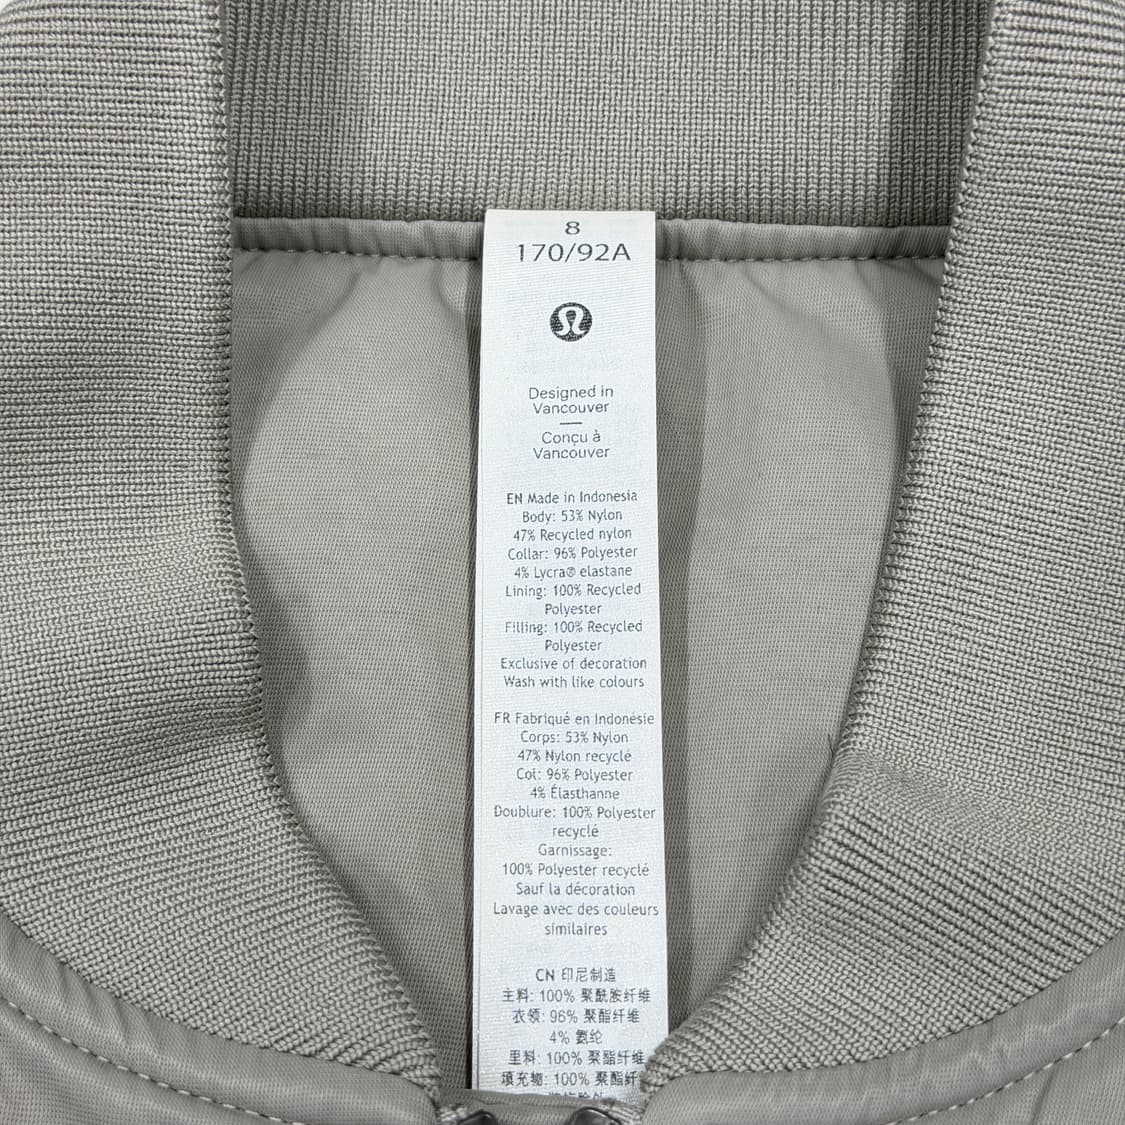 8
170/92A
Designed in
Vancouver
Conçu à
Vancouver
EN Made in Indonesia
Body: 53% Nylon
47% Recycled nylon
Collar: 96% Polyester
4% Lycra® elastane
Lining: 100% Recycled
Polyester
Filling: 100% Recycled
Polyester
Exclusive of decoration
Wash with like colours
FR Fabriqué en Indonésie
Corps: 53% Nylon
47% Nylon recyclé
Col: 96% Polyester
4% Élasthanne
Doublure: 100% Polyester
recyclé
Garnissage:
100% Polyester recyclé
Sauf la décoration
Lavage avec des couleurs
similaires
CN 印尼制造
主料: 100% 聚酰胺纤维
衣领: 96% 聚酯纤维
4% 氨纶
里料: 100% 聚酯纤维
填充物: 100% 聚酯纤